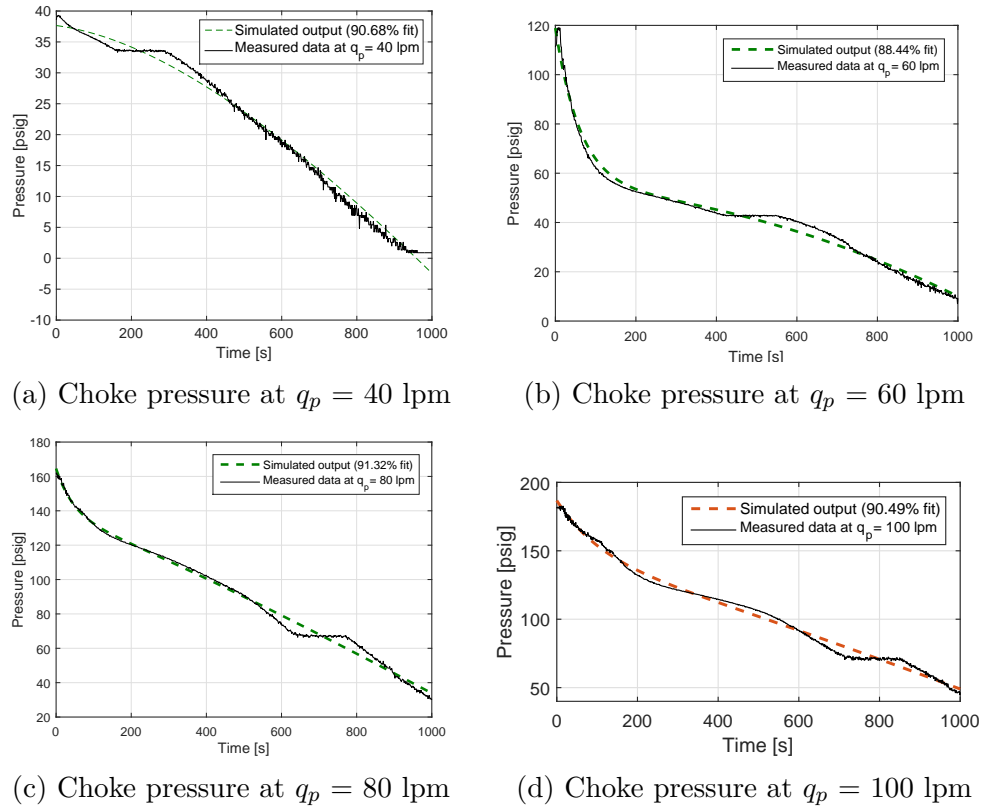 40
35
30
25
20
15
10
5
0
-5
-10
Pressure [psig]
0 200 400 600 800 1000
Time [s]
Simulated output (90.68% fit)
Measured data at q_p= 40 lpm
(a) Choke pressure at q_p = 40 lpm
120
100
80
60
40
20
0
Pressure [psig]
0 200 400 600 800 1000
Time [s]
Simulated output (88.44% fit)
Measured data at q_p = 60 lpm
(b) Choke pressure at q_p = 60 lpm
180
160
140
120
100
80
60
40
20
Pressure [psig]
0 200 400 600 800 1000
Time [s]
Simulated output (91.32% fit)
Measured data at q_p= 80 lpm
(c) Choke pressure at q_p = 80 lpm
200
150
100
50
Pressure [psig]
0 200 400 600 800 1000
Time [s]
Simulated output (90.49% fit)
Measured data at q_p= 100 lpm
(d) Choke pressure at q_p = 100 lpm